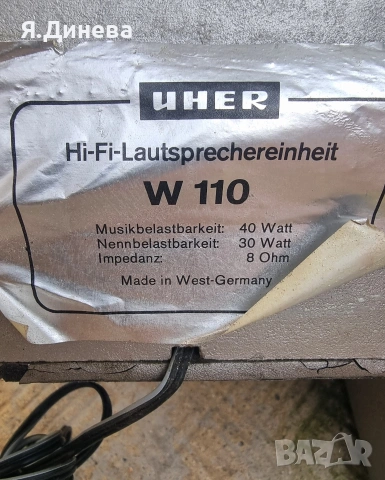 Я.Динева
UHER
Hi-Fi-Lautsprechereinheit
W 110
Musikbelastbarkeit: 40 Watt
Nennbelastbarkeit: 30 Watt
Impedanz: 8 Ohm
Made in West-Germany
BAZAR